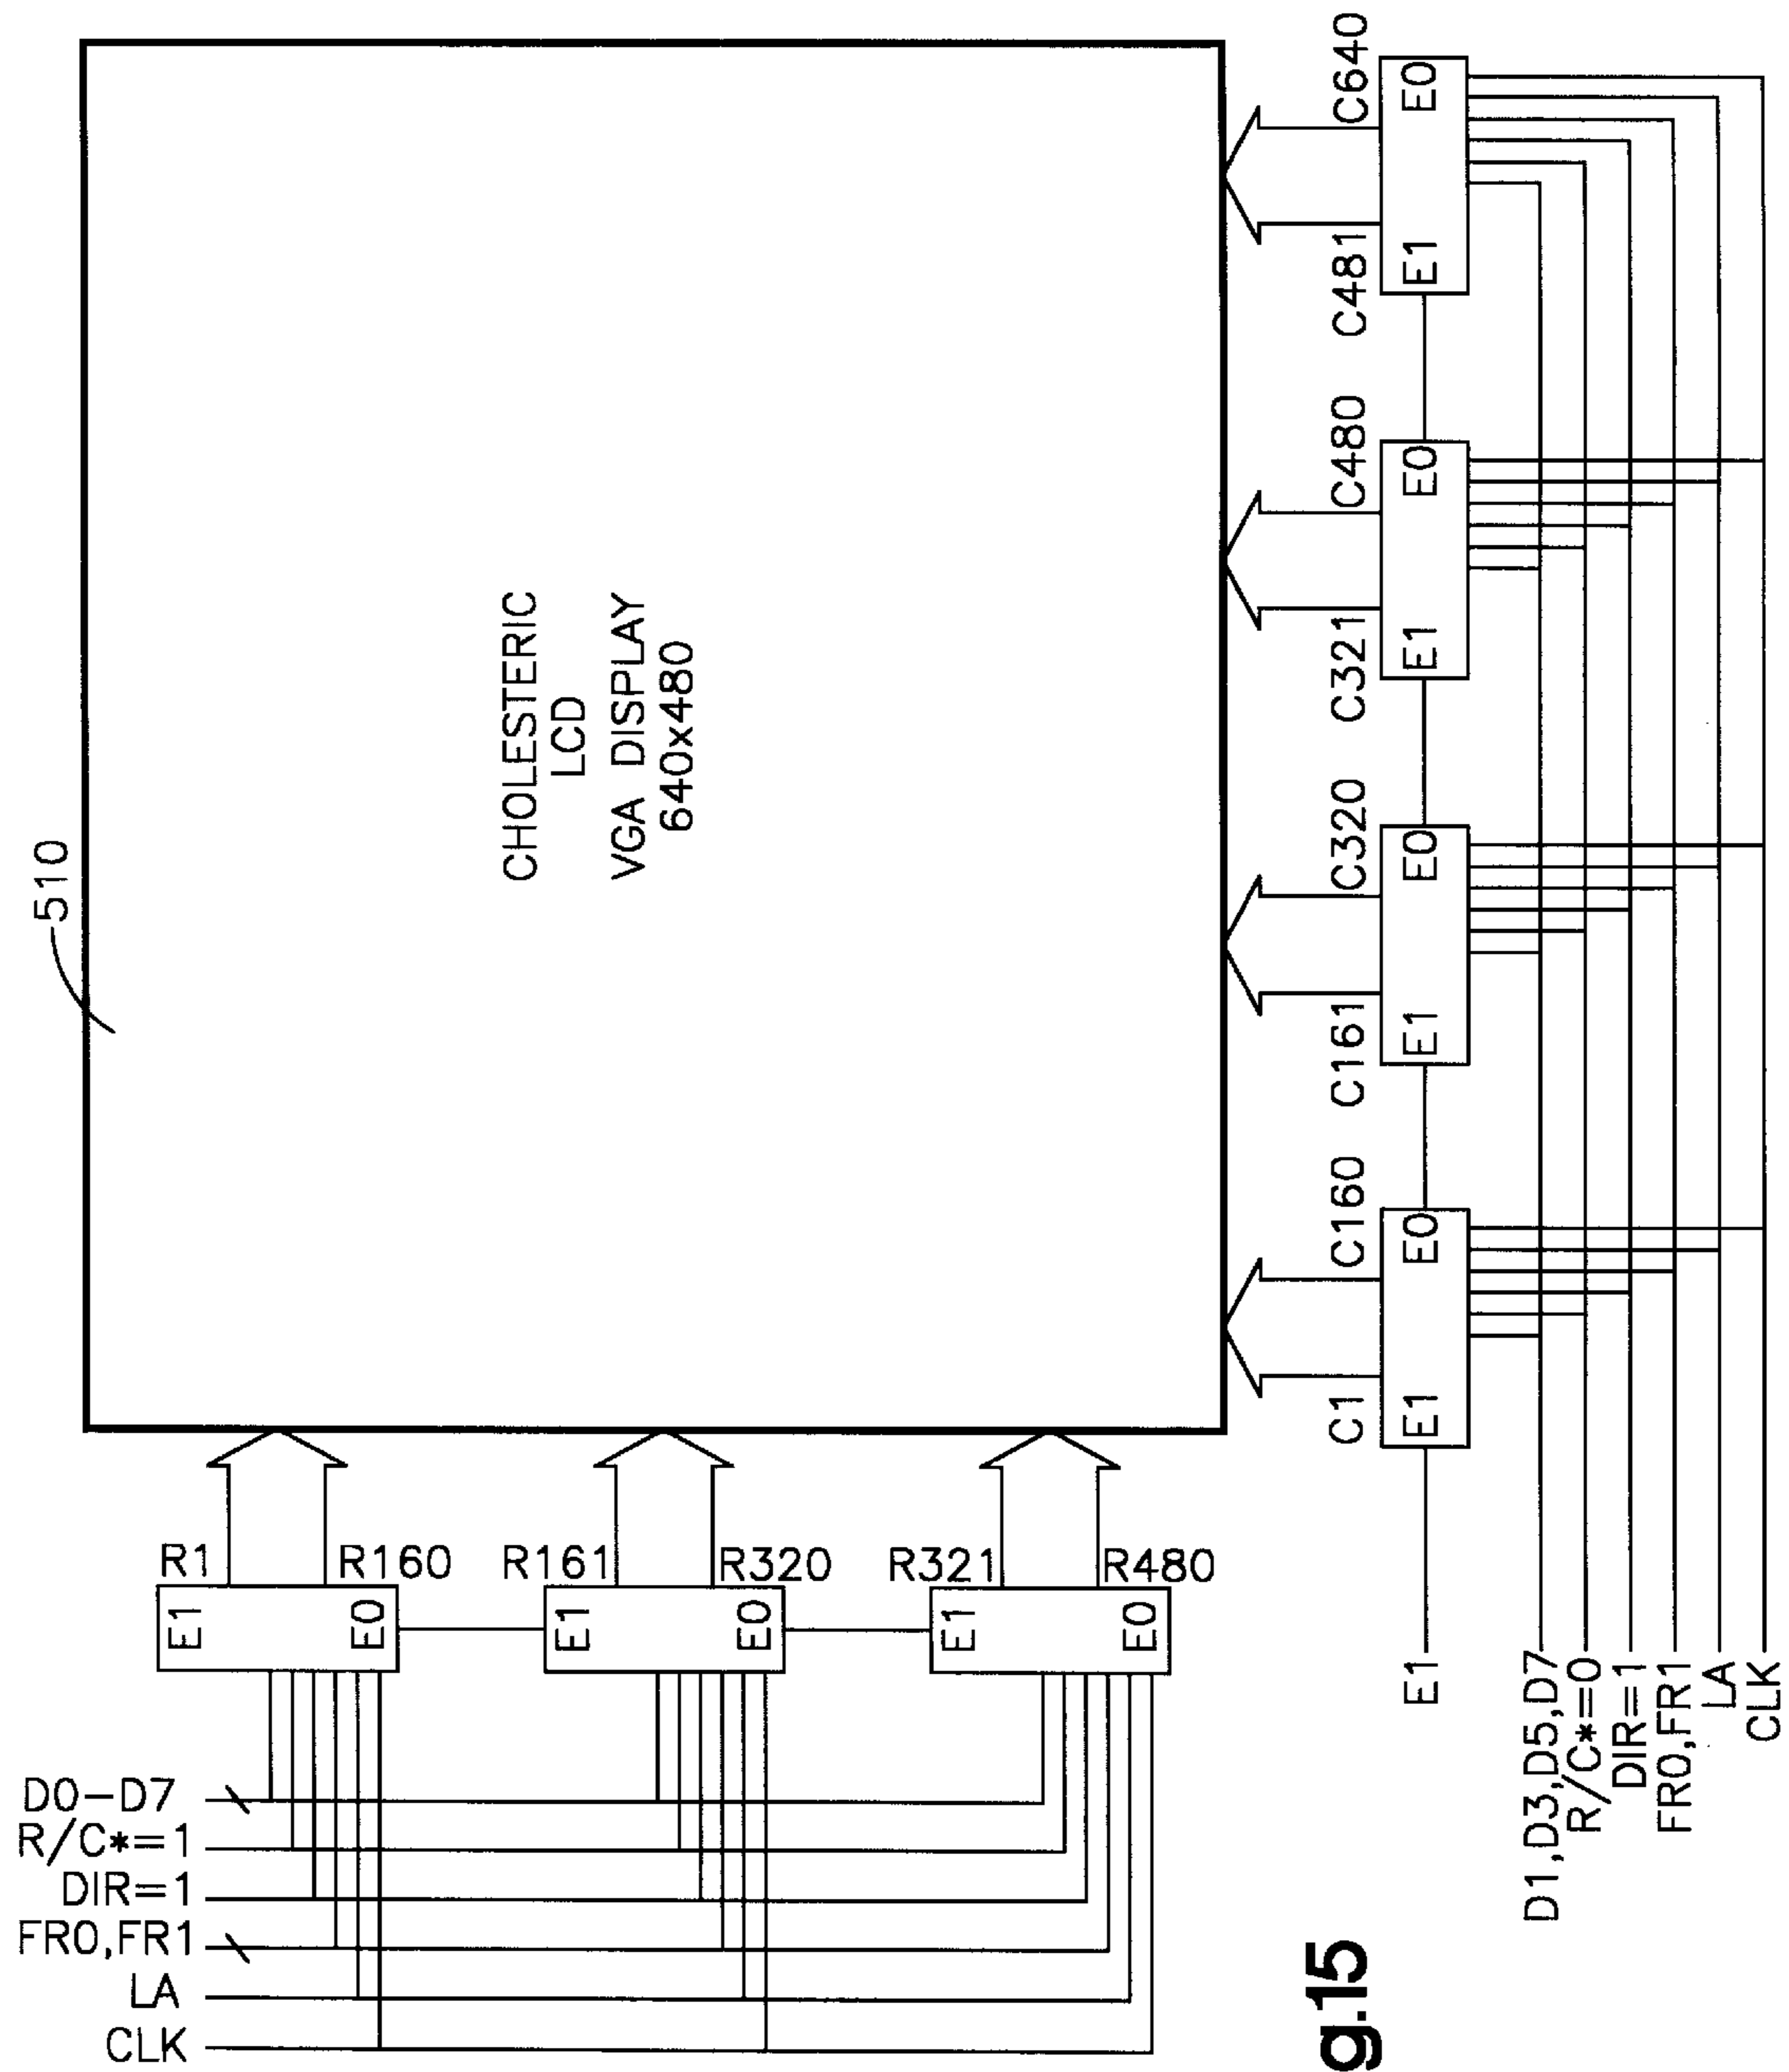 510
CHOLESTERIC
LCD
VGA DISPLAY
640x480
R1
R160
R161
R320
R321
R480
E1
E0
E1
E0
E1
E0
D0-D7
R/C*=1
DIR=1
FR0,FR1
LA
CLK
C1
C160
C161
C320
C321
C480
C481
C640
E1
E1
E0
E1
E0
E1
E0
E1
E0
D1,D3,D5,D7
R/C*=0
DIR=1
FR0,FR1
LA
CLK
g.15